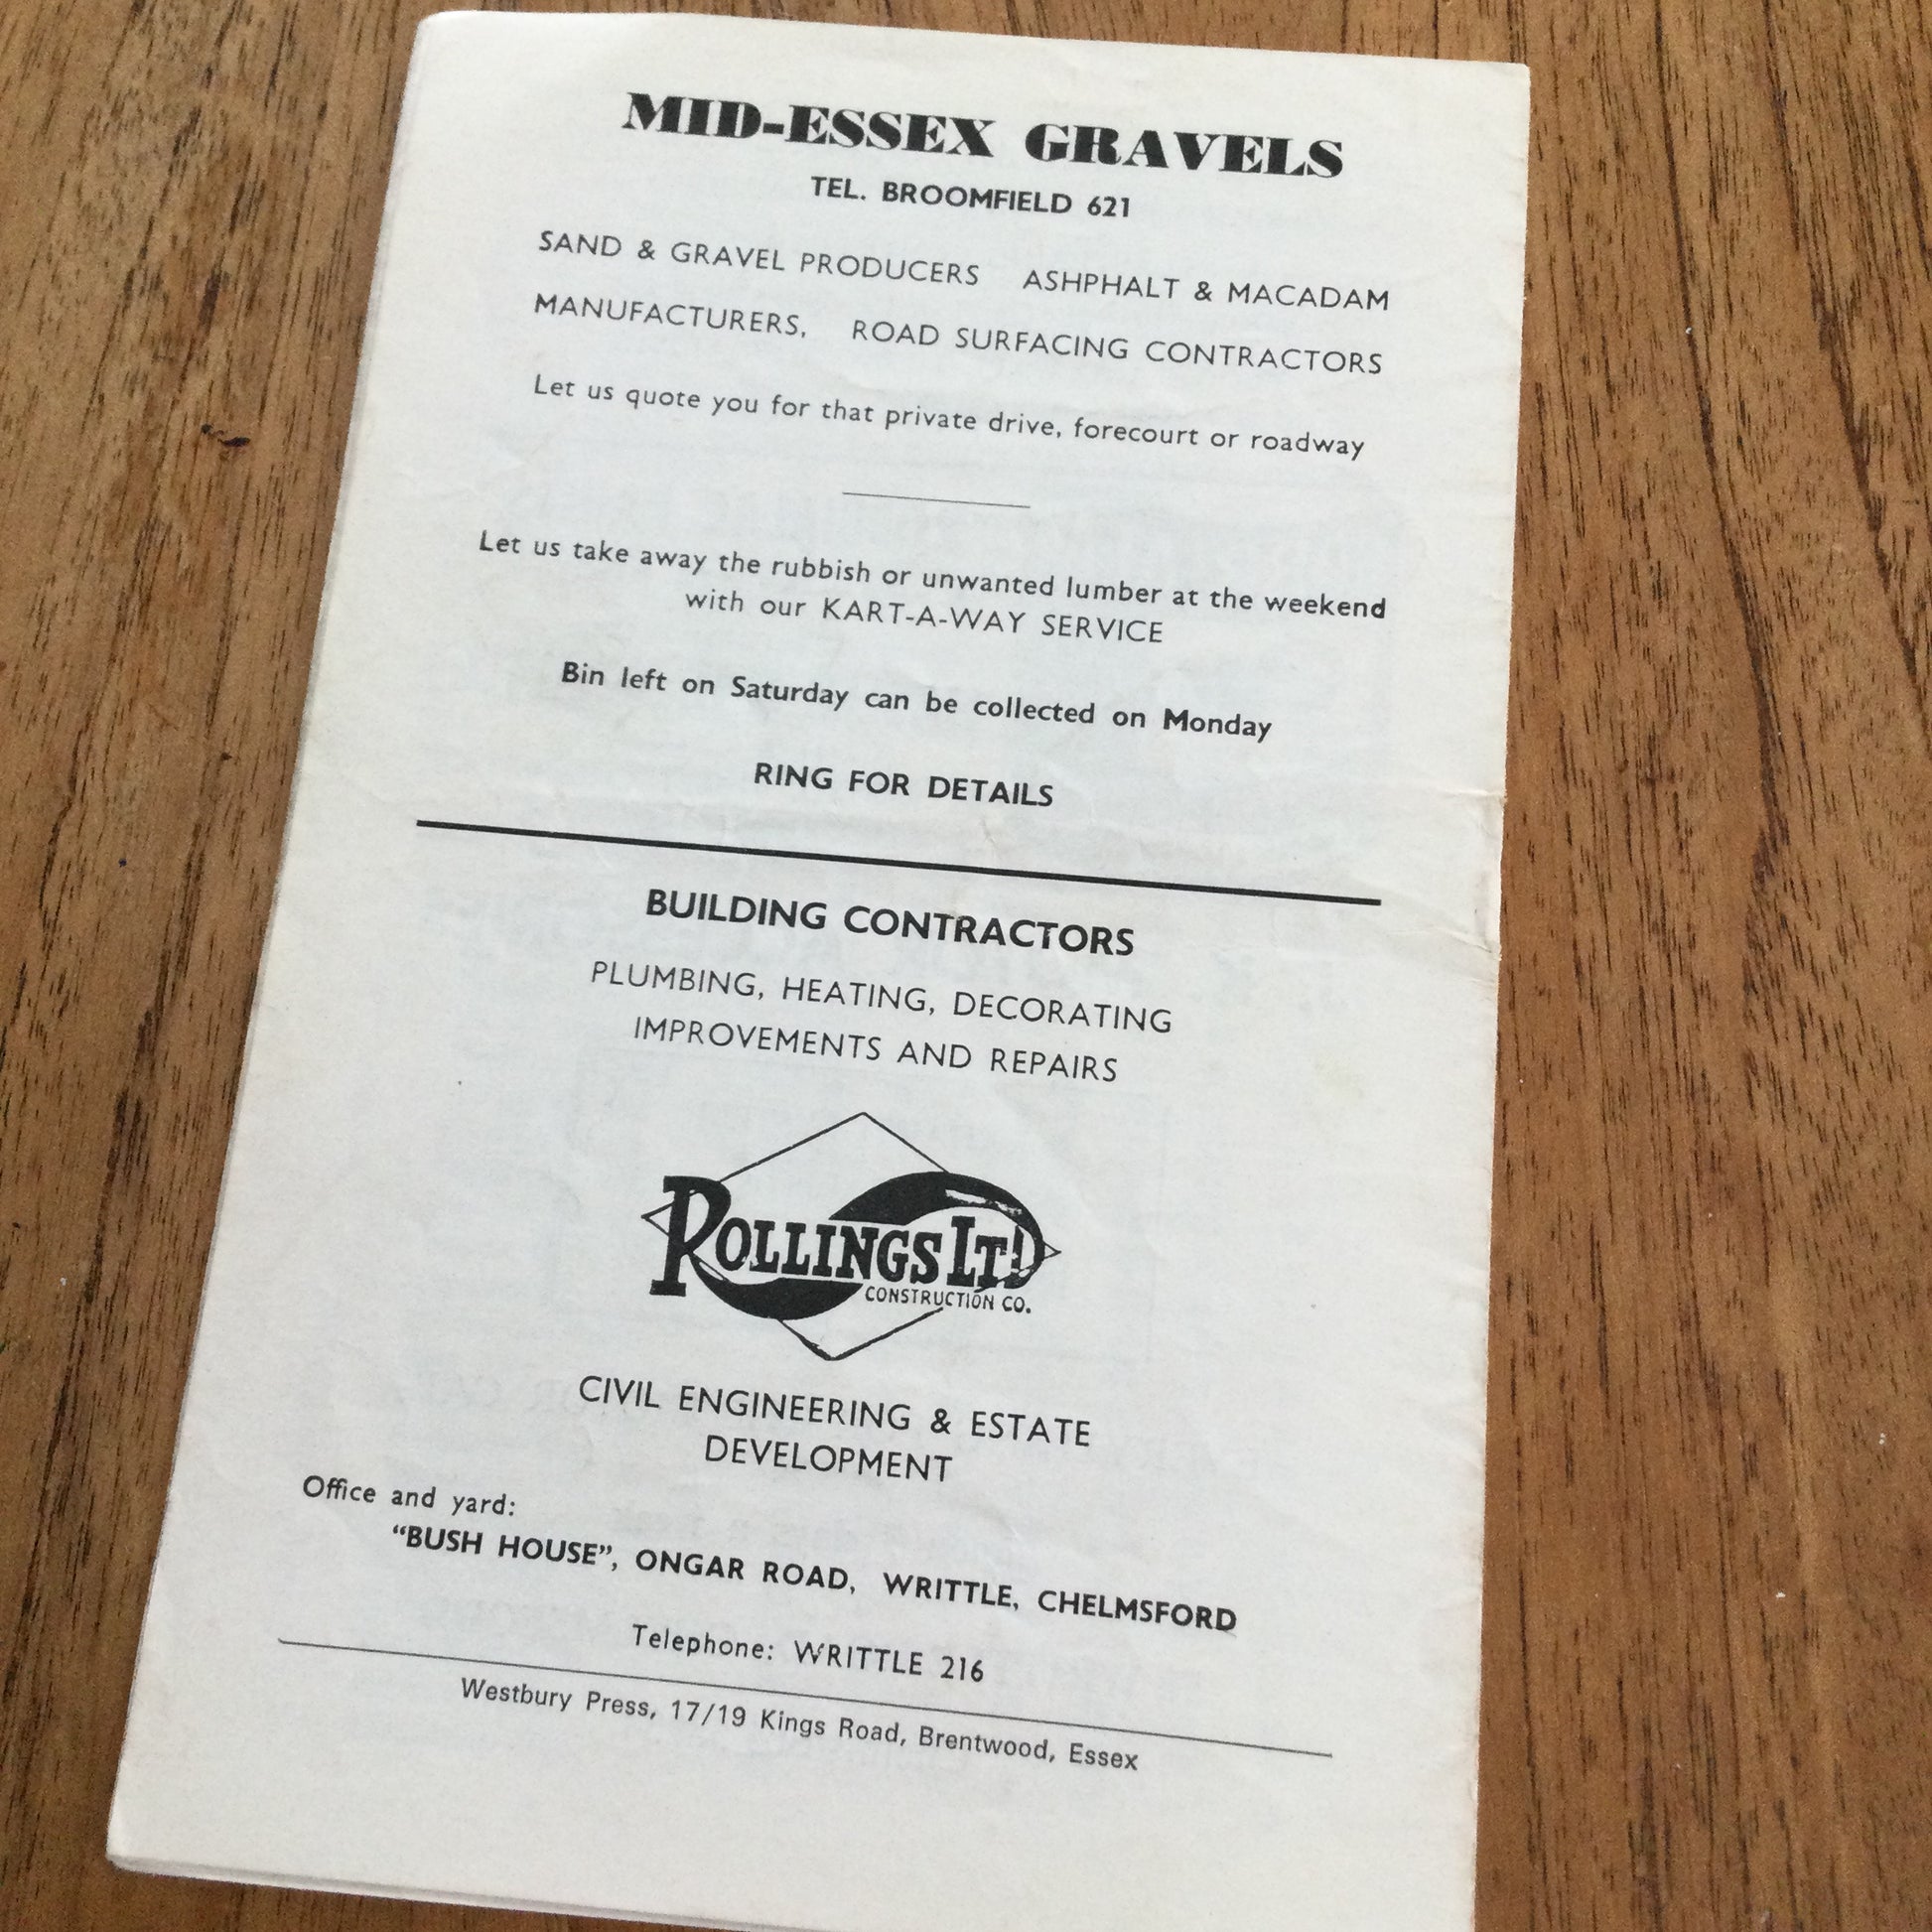 MID-ESSEX GRAVELS
TEL. BROOMFIELD 621
SAND & GRAVEL PRODUCERS ASHPHALT & MACADAM
MANUFACTURERS, ROAD SURFACING CONTRACTORS
Let us quote you for that private drive, forecourt or roadway
Let us take away the rubbish or unwanted lumber at the weekend
with our KART-A-WAY SERVICE
Bin left on Saturday can be collected on Monday
RING FOR DETAILS
BUILDING CONTRACTORS
PLUMBING, HEATING, DECORATING
IMPROVEMENTS AND REPAIRS
ROLLINGS LTD
CONSTRUCTION CO.
CIVIL ENGINEERING & ESTATE
DEVELOPMENT
Office and yard:
“BUSH HOUSE”, ONGAR ROAD, WRITTLE, CHELMSFORD
Telephone: WRITTLE 216
Westbury Press, 17/19 Kings Road, Brentwood, Essex